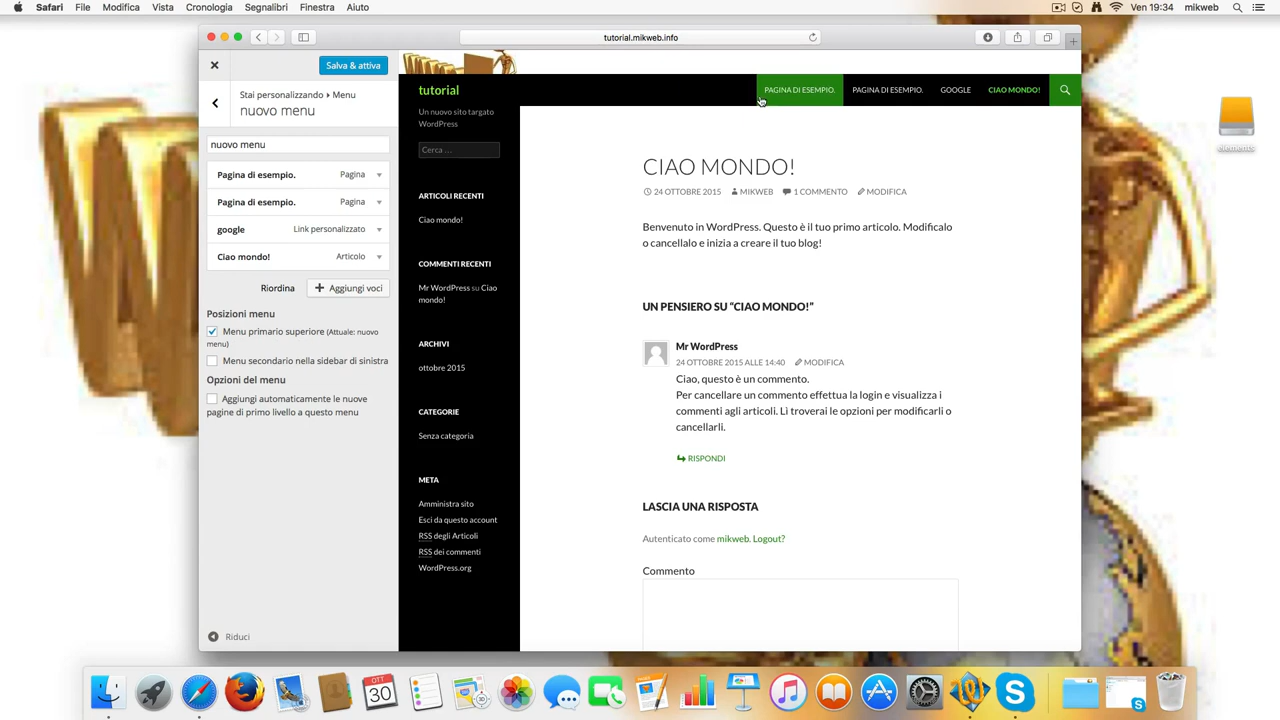 Safari File Modifica Vista Cronologia Segnalibri Finestra Aiuto Ven 19:34 mikweb
tutorial.mikweb.info
Salva & attiva
Stai personalizzando ▸ Menu
nuovo menu
nuovo menu
Pagina di esempio. Pagina
Pagina di esempio. Pagina
google Link personalizzato
Ciao mondo! Articolo
Riordina + Aggiungi voci
Posizioni menu
Menu primario superiore (Attuale: nuovo
menu)
Menu secondario nella sidebar di sinistra
Opzioni del menu
Aggiungi automaticamente le nuove
pagine di primo livello a questo menu
Riduci
tutorial
PAGINA DI ESEMPIO. PAGINA DI ESEMPIO. GOOGLE CIAO MONDO!
Un nuovo sito targato
WordPress
Cerca …
ARTICOLI RECENTI
Ciao mondo!
COMMENTI RECENTI
Mr WordPress su Ciao
mondo!
ARCHIVI
ottobre 2015
CATEGORIE
Senza categoria
META
Amministra sito
Esci da questo account
RSS degli Articoli
RSS dei commenti
WordPress.org
CIAO MONDO!
24 OTTOBRE 2015 MIKWEB 1 COMMENTO MODIFICA
Benvenuto in WordPress. Questo è il tuo primo articolo. Modificalo
o cancellalo e inizia a creare il tuo blog!
UN PENSIERO SU “CIAO MONDO!”
Mr WordPress
24 OTTOBRE 2015 ALLE 14:40 MODIFICA
Ciao, questo è un commento.
Per cancellare un commento effettua la login e visualizza i
commenti agli articoli. Lì troverai le opzioni per modificarli o
cancellarli.
RISPONDI
LASCIA UNA RISPOSTA
Autenticato come mikweb. Logout?
Commento
elements
OTT
30